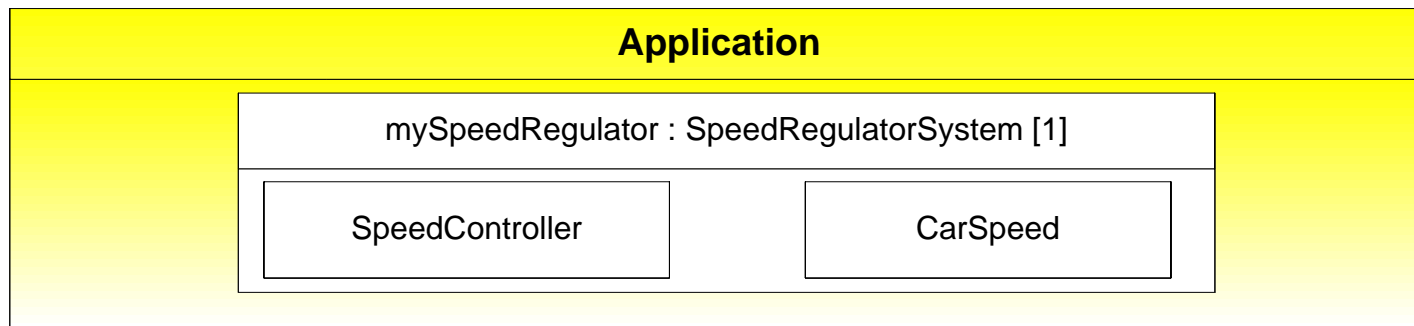 Application
mySpeedRegulator : SpeedRegulatorSystem [1]
SpeedController
CarSpeed